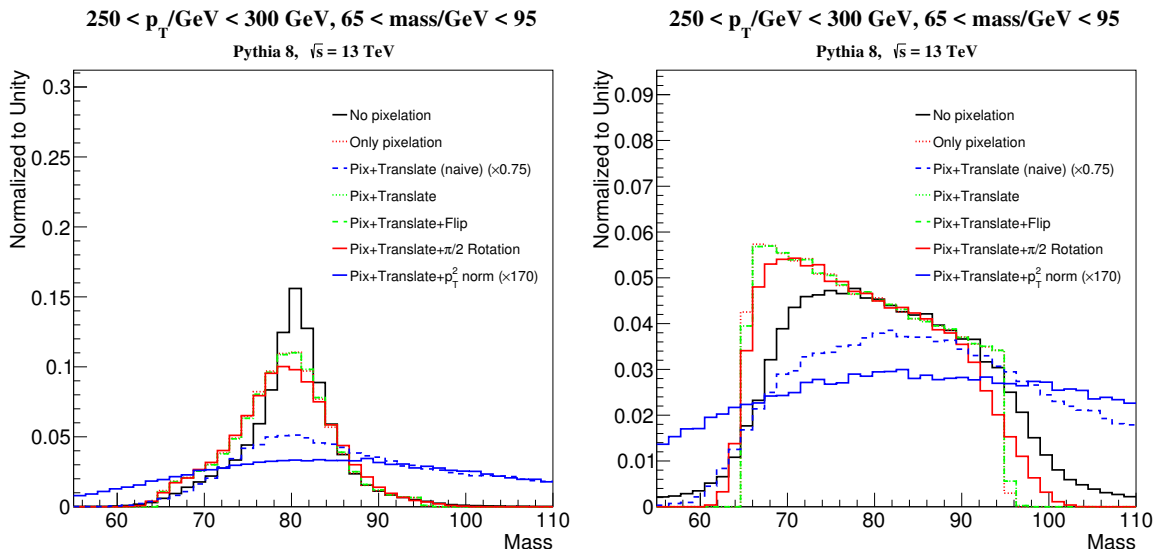 250 < p_T/GeV < 300 GeV, 65 < mass/GeV < 95
Pythia 8, √s = 13 TeV
Normalized to Unity
0.3
0.25
0.2
0.15
0.1
0.05
0
No pixelation
Only pixelation
Pix+Translate (naive) (×0.75)
Pix+Translate
Pix+Translate+Flip
Pix+Translate+π/2 Rotation
Pix+Translate+p_T^2 norm (×170)
60 70 80 90 100 110
Mass
250 < p_T/GeV < 300 GeV, 65 < mass/GeV < 95
Pythia 8, √s = 13 TeV
Normalized to Unity
0.09
0.08
0.07
0.06
0.05
0.04
0.03
0.02
0.01
0
No pixelation
Only pixelation
Pix+Translate (naive) (×0.75)
Pix+Translate
Pix+Translate+Flip
Pix+Translate+π/2 Rotation
Pix+Translate+p_T^2 norm (×170)
60 70 80 90 100 110
Mass